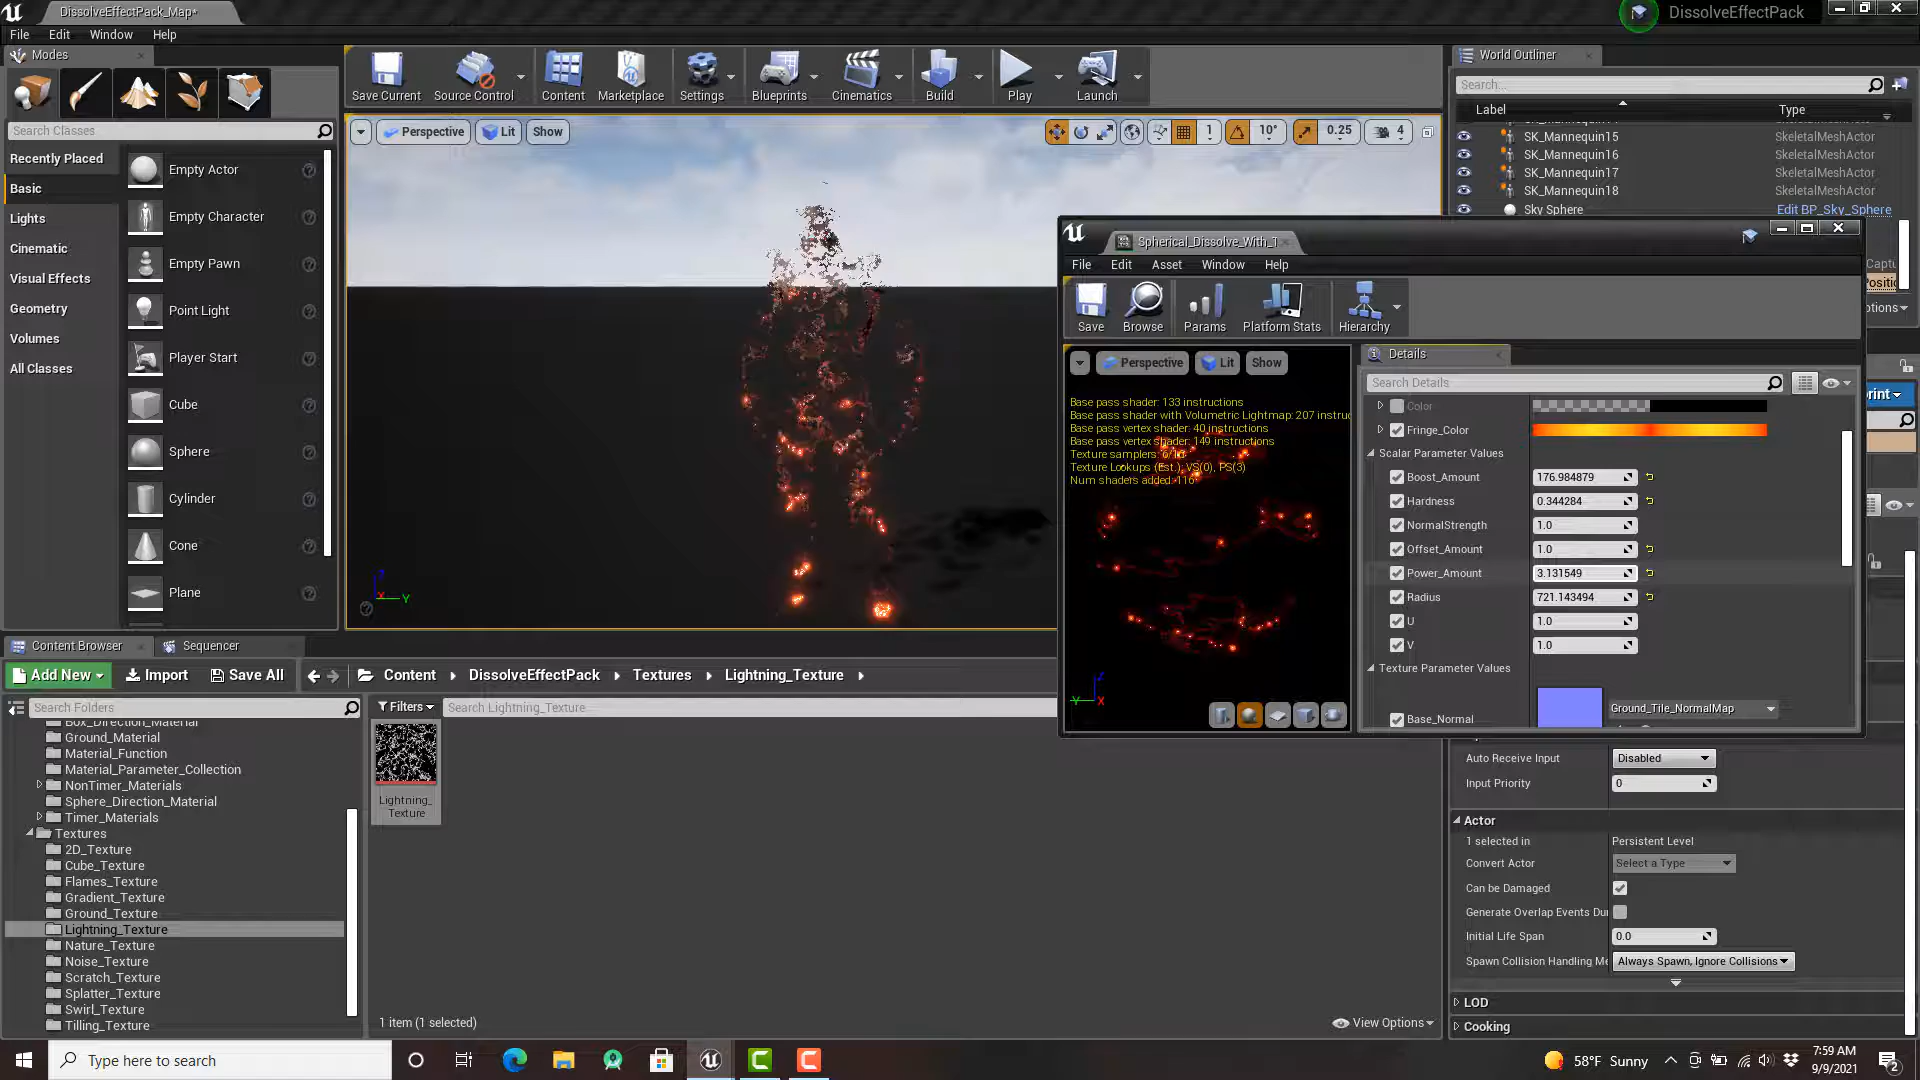 DissolveEffectPack_Map*
DissolveEffectPack
File Edit Window Help
Modes
Save Current
Source Control
Content
Marketplace
Settings
Blueprints
Cinematics
Build
Play
Launch
World Outliner
Search...
Label
Type
Search Classes
Perspective
Lit
Show
1
10°
0.25
4
SK_Mannequin15 SkeletalMeshActor
SK_Mannequin16 SkeletalMeshActor
SK_Mannequin17 SkeletalMeshActor
SK_Mannequin18 SkeletalMeshActor
Sky Sphere Edit BP_Sky_Sphere
Recently Placed
Basic
Lights
Cinematic
Visual Effects
Geometry
Volumes
All Classes
Empty Actor
Empty Character
Empty Pawn
Point Light
Player Start
Cube
Sphere
Cylinder
Cone
Plane
Spherical_Dissolve_With_T
File Edit Asset Window Help
Save
Browse
Params
Platform Stats
Hierarchy
Perspective
Lit
Show
Base pass shader: 133 instructions
Base pass shader with Volumetric Lightmap: 207 instruc
Base pass vertex shader: 40 instructions
Base pass vertex shader: 149 instructions
Texture samplers:
Texture Lookups (Est.): VS(0), PS(3)
Num shaders added: 116
Details
Search Details
Color
Fringe_Color
Scalar Parameter Values
Boost_Amount 176.984879
Hardness 0.344284
NormalStrength 1.0
Offset_Amount 1.0
Power_Amount 3.131549
Radius 721.143494
U 1.0
V 1.0
Texture Parameter Values
Base_Normal
Ground_Tile_NormalMap
Captu
Positio
ptions
rint
X Y
Y X
Content Browser
Sequencer
Add New
Import
Save All
Content
DissolveEffectPack
Textures
Lightning_Texture
Search Folders
Filters
Search Lightning_Texture
Box_Direction_Material
Ground_Material
Material_Function
Material_Parameter_Collection
NonTimer_Materials
Sphere_Direction_Material
Timer_Materials
Textures
2D_Texture
Cube_Texture
Flames_Texture
Gradient_Texture
Ground_Texture
Lightning_Texture
Nature_Texture
Noise_Texture
Scratch_Texture
Splatter_Texture
Swirl_Texture
Tilling_Texture
Lightning_
Texture
1 item (1 selected)
View Options
Auto Receive Input Disabled
Input Priority 0
Actor
1 selected in Persistent Level
Convert Actor Select a Type
Can be Damaged
Generate Overlap Events Du
Initial Life Span 0.0
Spawn Collision Handling Me Always Spawn, Ignore Collisions
LOD
Cooking
Type here to search
58°F Sunny
7:59 AM
9/9/2021
2